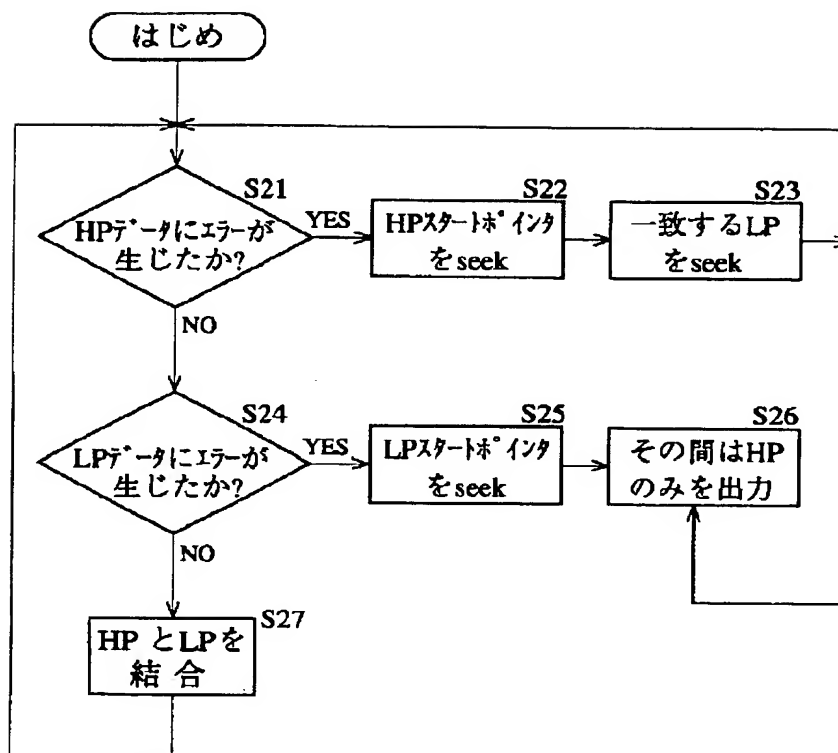 はじめ
S21
HPデータにエラーが
生じたか?
YES
NO
S22
HPスタートポインタ
をseek
S23
一致するLP
をseek
S24
LPデータにエラーが
生じたか?
YES
NO
S25
LPスタートポインタ
をseek
S26
その間はHP
のみを出力
S27
HPとLPを
結合